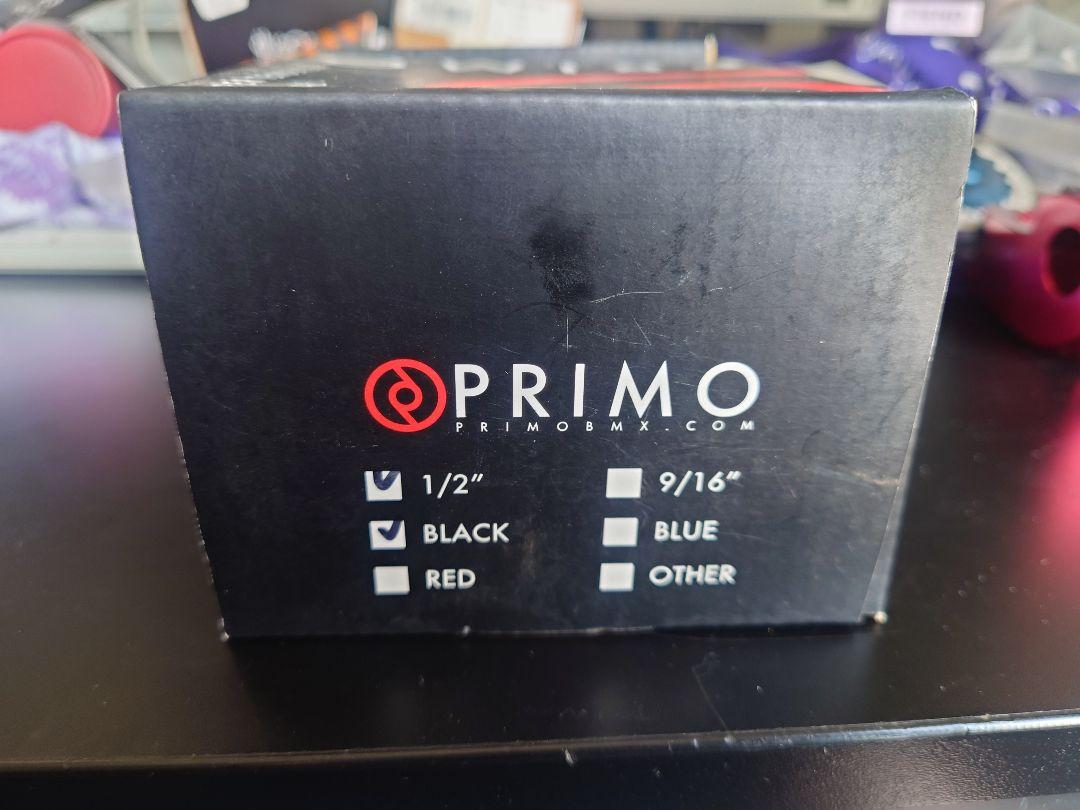 PRIMO
PRIMOBMX.COM
1/2" 9/16"
BLACK BLUE
RED OTHER